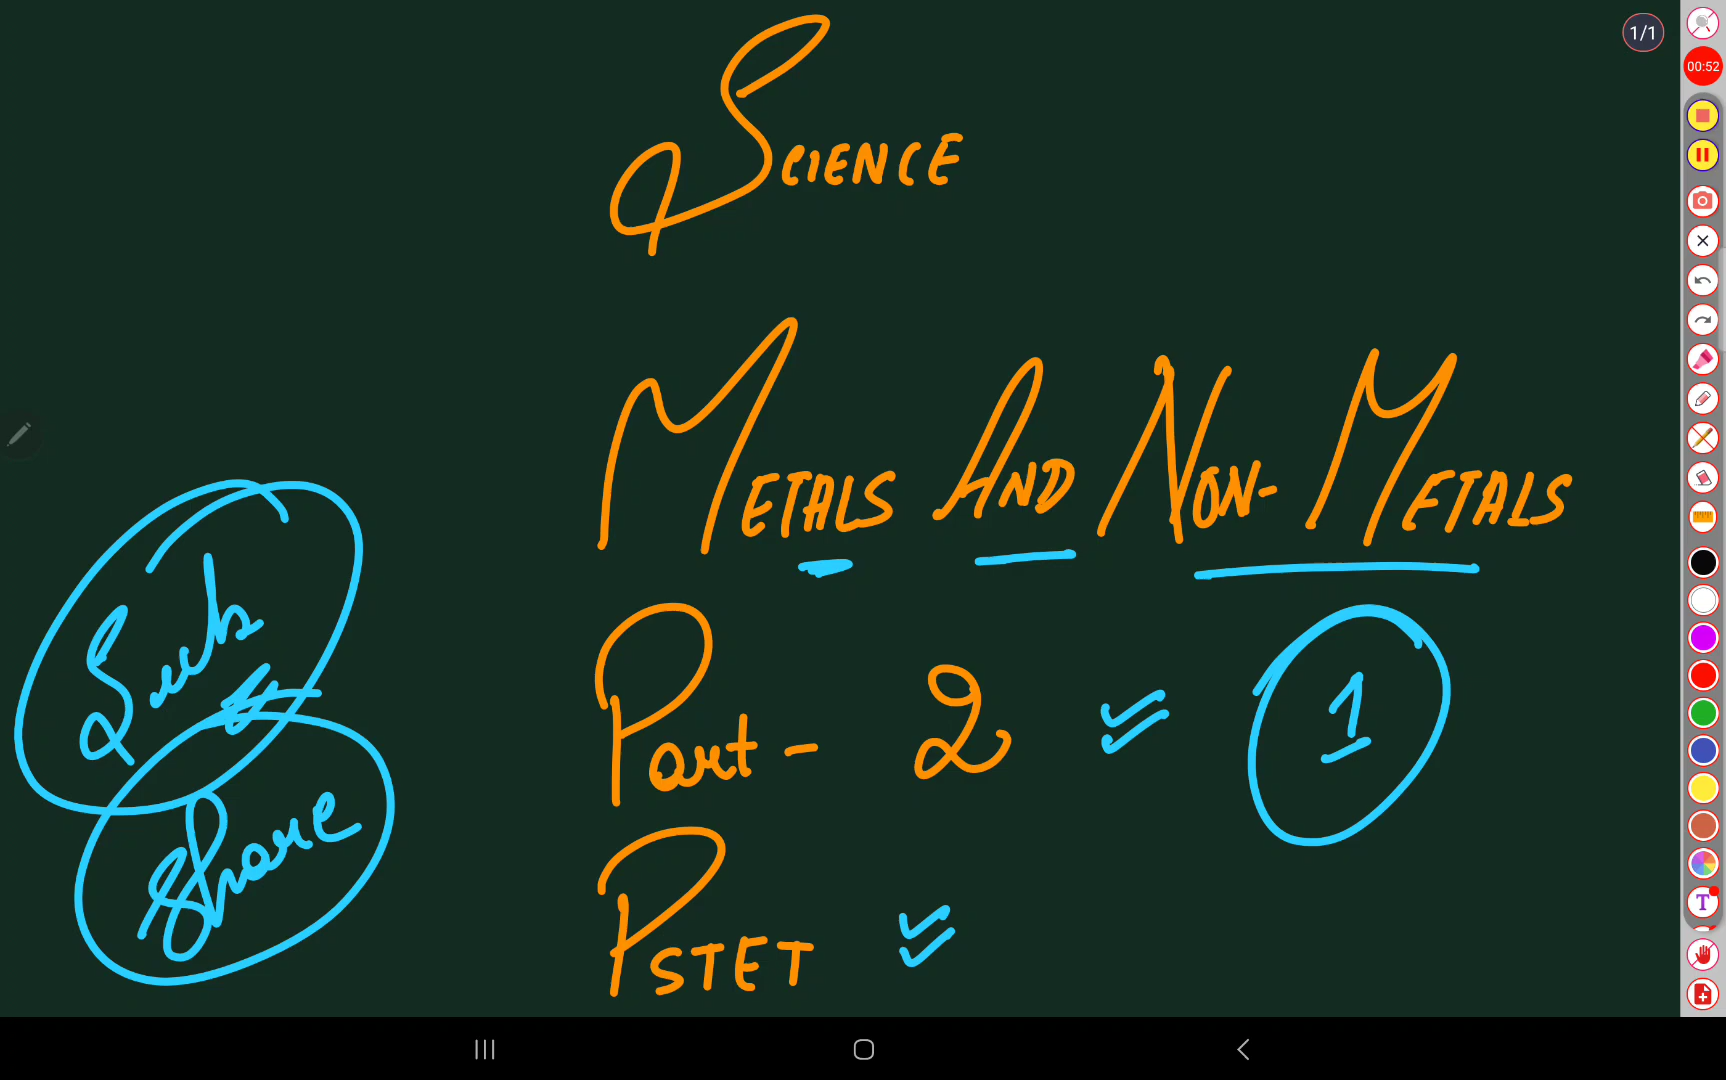 1/1
00:52
SCIENCE
METALS AND NON-METALS
Part - 2
1
PSTET
Sub
Share
T